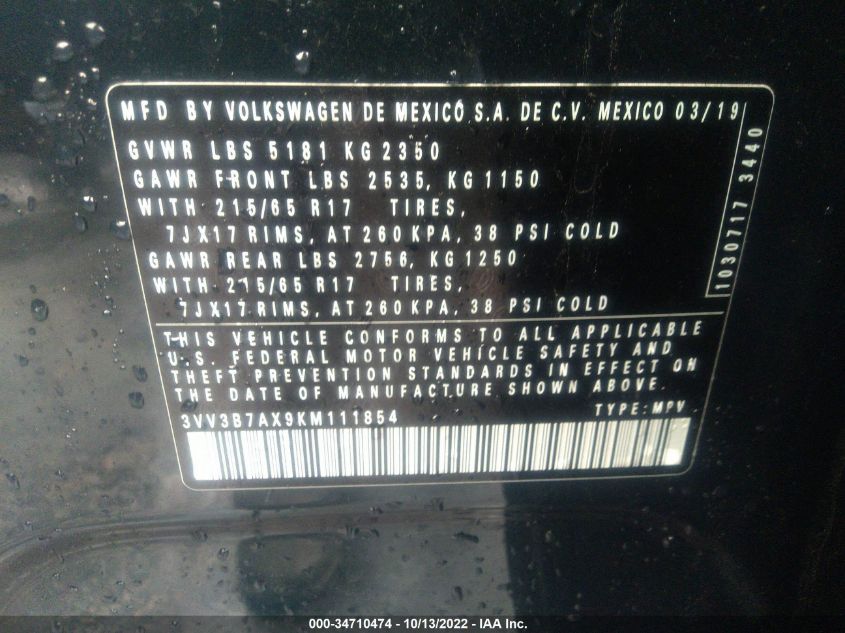 MFD BY VOLKSWAGEN DE MEXICO S.A. DE C.V. MEXICO 03/19
GVWR LBS 5181 KG 2350
GAWR FRONT LBS 2535, KG 1150
WITH 215/65 R17 TIRES,
7JX17 RIMS, AT 260 KPA, 38 PSI COLD
GAWR REAR LBS 2756, KG 1250
WITH 215/65 R17 TIRES,
7JX17 RIMS, AT 260 KPA, 38 PSI COLD
1030717 3440
THIS VEHICLE CONFORMS TO ALL APPLICABLE
U.S. FEDERAL MOTOR VEHICLE SAFETY AND
THEFT PREVENTION STANDARDS IN EFFECT ON
THE DATE OF MANUFACTURE SHOWN ABOVE.
3VV3B7AX9KM111854 TYPE: MPV
000-34710474 - 10/13/2022 - IAA Inc.